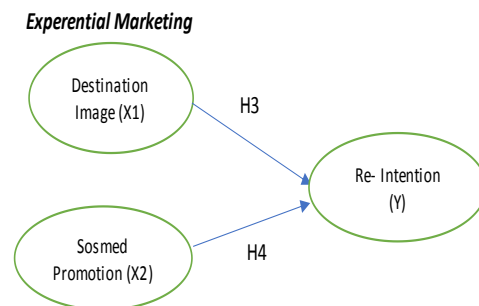 Experential Marketing
Destination
Image (X1)
H3
Re- Intention
(Y)
Sosmed
Promotion (X2)
H4